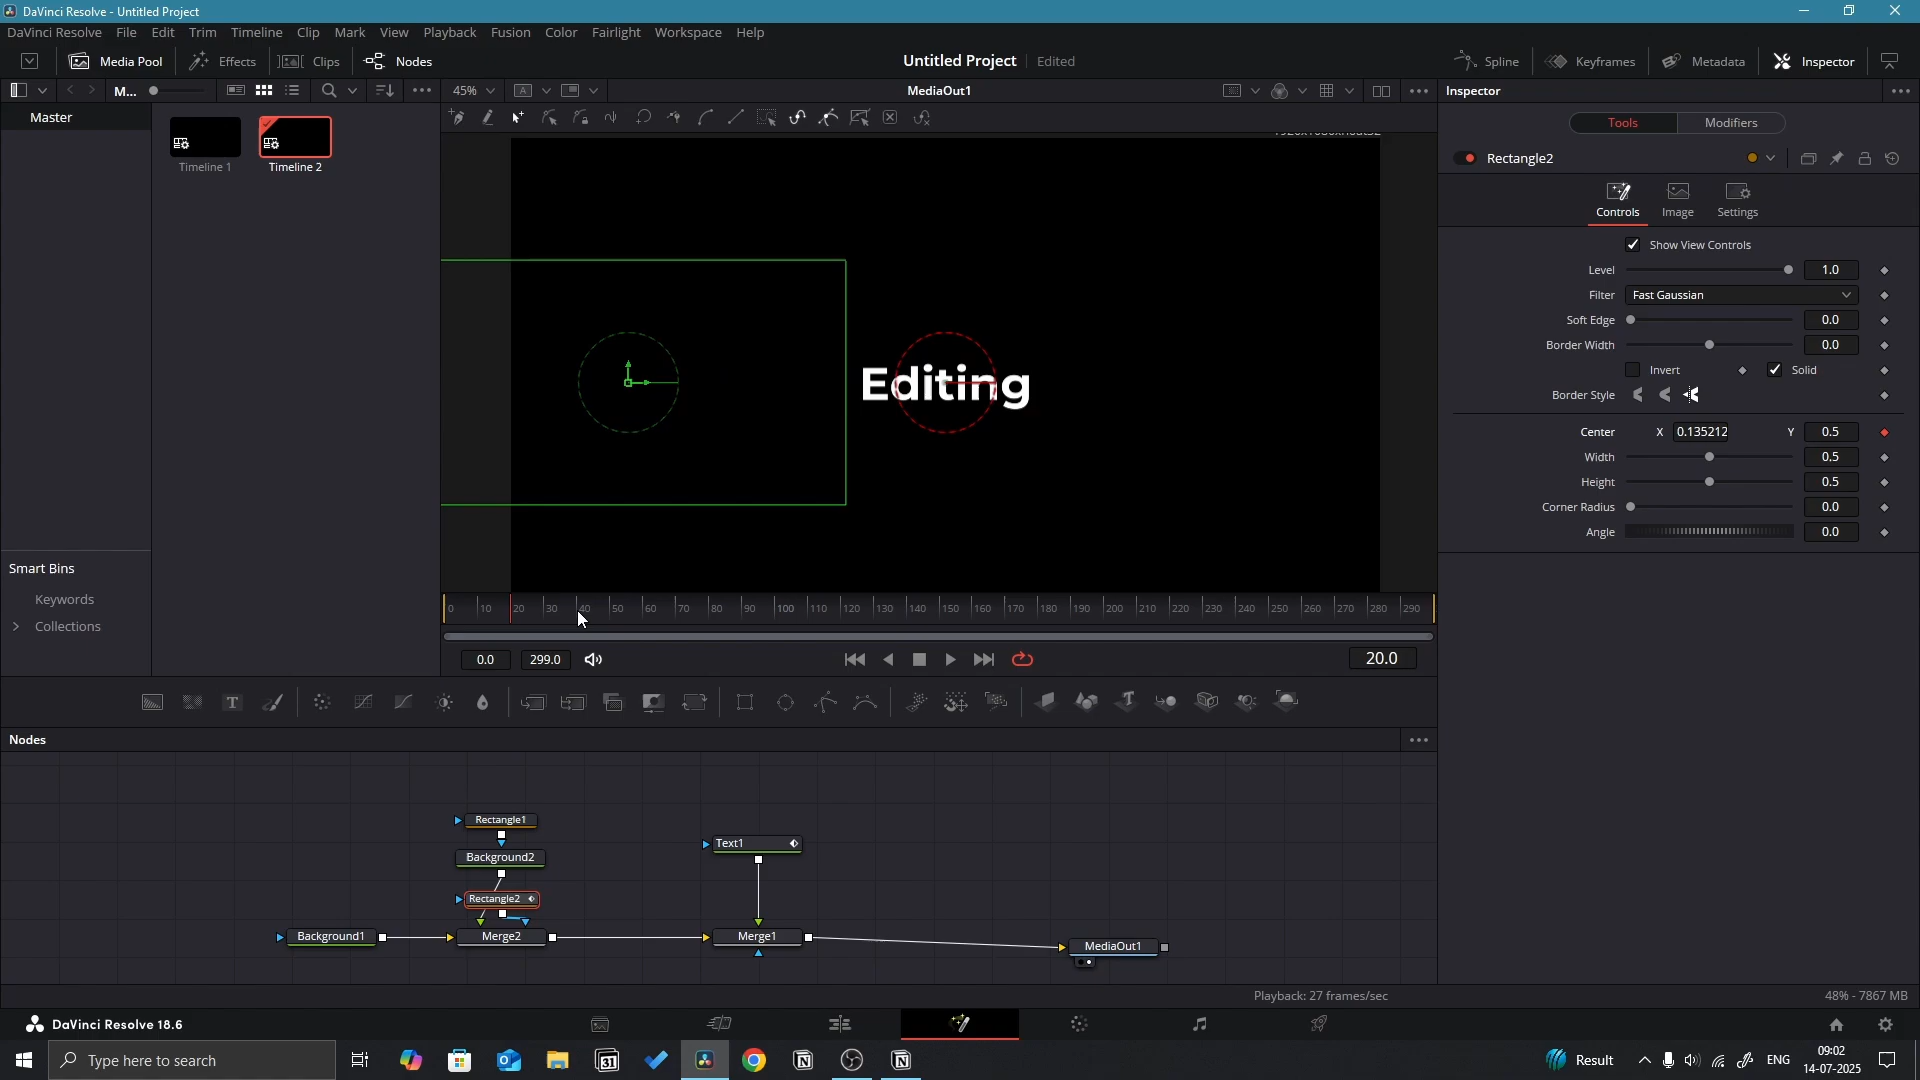 DaVinci Resolve - Untitled Project
DaVinci Resolve File Edit Trim Timeline Clip Mark View Playback Fusion Color Fairlight Workspace Help
Media Pool Effects Clips Nodes Untitled Project Edited Spline Keyframes Metadata Inspector
M... 45% A MediaOut1 Inspector
Master
Timeline 1 Timeline 2
Tools Modifiers
Rectangle2
Controls Image Settings
Show View Controls
Level 1.0
Filter Fast Gaussian
Soft Edge 0.0
Border Width 0.0
Invert Solid
Border Style
Center X 0.135212 Y 0.5
Width 0.5
Height 0.5
Corner Radius 0.0
Angle 0.0
Editing
Smart Bins
Keywords
Collections
0 10 20 30 40 50 60 70 80 90 100 110 120 130 140 150 160 170 180 190 200 210 220 230 240 250 260 270 280 290
0.0 299.0 20.0
Nodes
Rectangle1
Background2
Rectangle2
Background1 Merge2
Text1
Merge1
MediaOut1
Playback: 27 frames/sec 48% - 7867 MB
DaVinci Resolve 18.6
Type here to search
31
Result ENG
09:02
14-07-2025